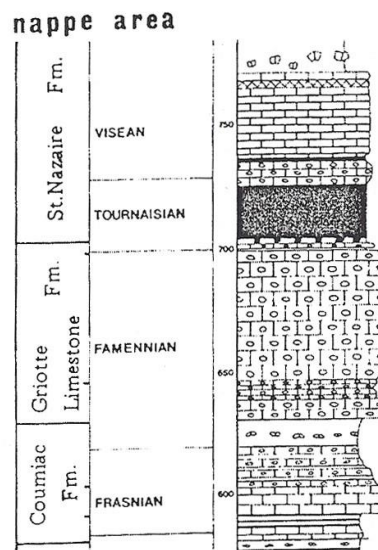 nappe area
St.Nazaire Fm.
Griotte Limestone Fm.
Coumiac Fm.
VISEAN
TOURNAISIAN
FAMENNIAN
FRASNIAN
750
700
650
600